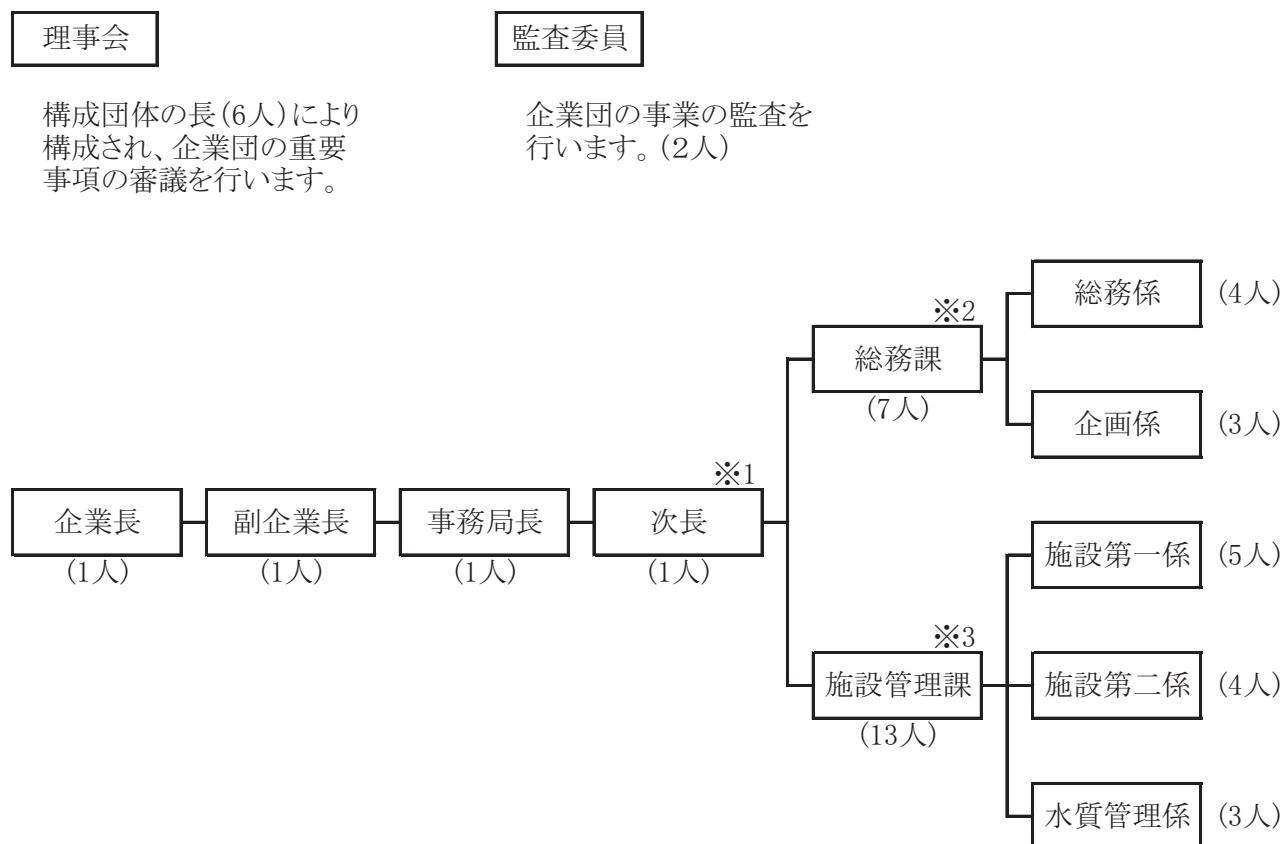 理事会
構成団体の長(6人)により
構成され、企業団の重要
事項の審議を行います。
監査委員
企業団の事業の監査を
行います。(2人)
企業長
(1人)
副企業長
(1人)
事務局長
(1人)
※1
次長
(1人)
※2
総務課
(7人)
総務係 (4人)
企画係 (3人)
※3
施設管理課
(13人)
施設第一係 (5人)
施設第二係 (4人)
水質管理係 (3人)